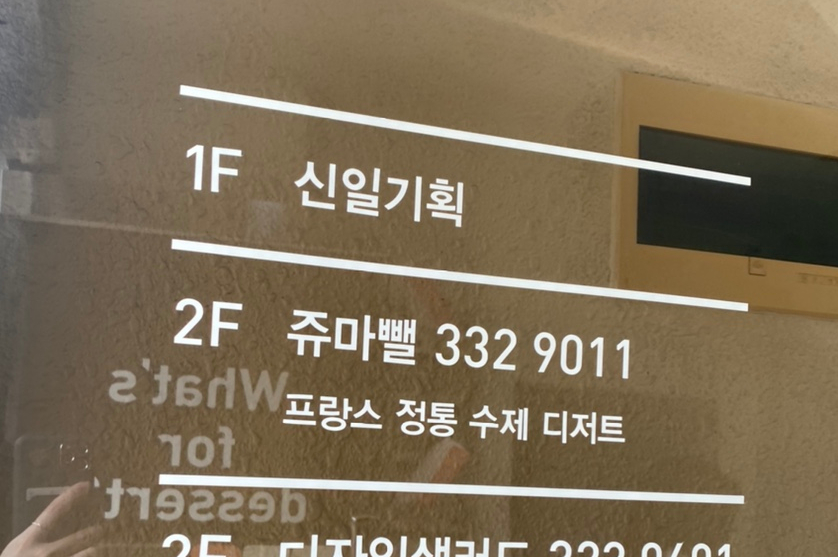 1F 신일기획
2F 쥬마뺄 332 9011
프랑스 정통 수제 디저트
What's
for
dessert